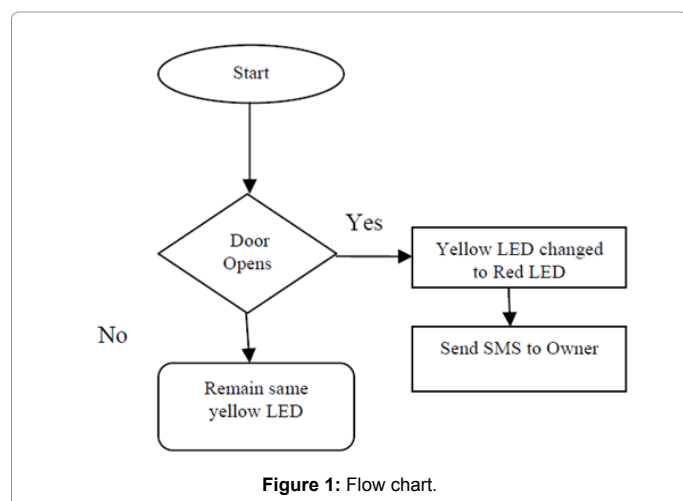 Start
Door
Opens
Yes
Yellow LED changed
to Red LED
Send SMS to Owner
No
Remain same
yellow LED
Figure 1: Flow chart.